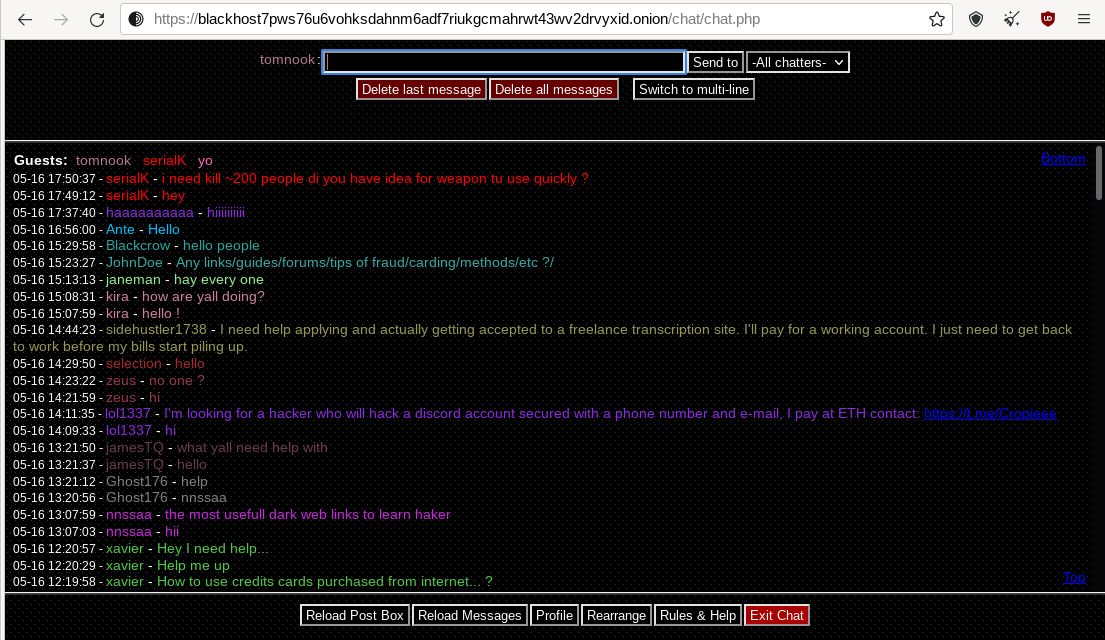 https://blackhost7pws76u6vohksdahnm6adf7riukgcmahrwt43wv2drvyxid.onion/chat/chat.php
tomnook: Send to -All chatters-
Delete last message Delete all messages Switch to multi-line
Guests: tomnook serialK yo Bottom
05-16 17:50:37 - serialK - i need kill ~200 people di you have idea for weapon tu use quickly ?
05-16 17:49:12 - serialK - hey
05-16 17:37:40 - haaaaaaaaaa - hiiiiiiiiii
05-16 16:56:00 - Ante - Hello
05-16 15:29:58 - Blackcrow - hello people
05-16 15:23:27 - JohnDoe - Any links/guides/forums/tips of fraud/carding/methods/etc ?/
05-16 15:13:13 - janeman - hay every one
05-16 15:08:31 - kira - how are yall doing?
05-16 15:07:59 - kira - hello !
05-16 14:44:23 - sidehustler1738 - I need help applying and actually getting accepted to a freelance transcription site. I'll pay for a working account. I just need to get back
to work before my bills start piling up.
05-16 14:29:50 - selection - hello
05-16 14:23:22 - zeus - no one ?
05-16 14:21:59 - zeus - hi
05-16 14:11:35 - lol1337 - I'm looking for a hacker who will hack a discord account secured with a phone number and e-mail, I pay at ETH contact: https://t.me/Cropieee
05-16 14:09:33 - lol1337 - hi
05-16 13:21:50 - jamesTQ - what yall need help with
05-16 13:21:37 - jamesTQ - hello
05-16 13:21:12 - Ghost176 - help
05-16 13:20:56 - Ghost176 - nnssaa
05-16 13:07:59 - nnssaa - the most usefull dark web links to learn haker
05-16 13:07:03 - nnssaa - hii
05-16 12:20:57 - xavier - Hey I need help...
05-16 12:20:29 - xavier - Help me up
05-16 12:19:58 - xavier - How to use credits cards purchased from internet... ?
Top
Reload Post Box Reload Messages Profile Rearrange Rules & Help Exit Chat